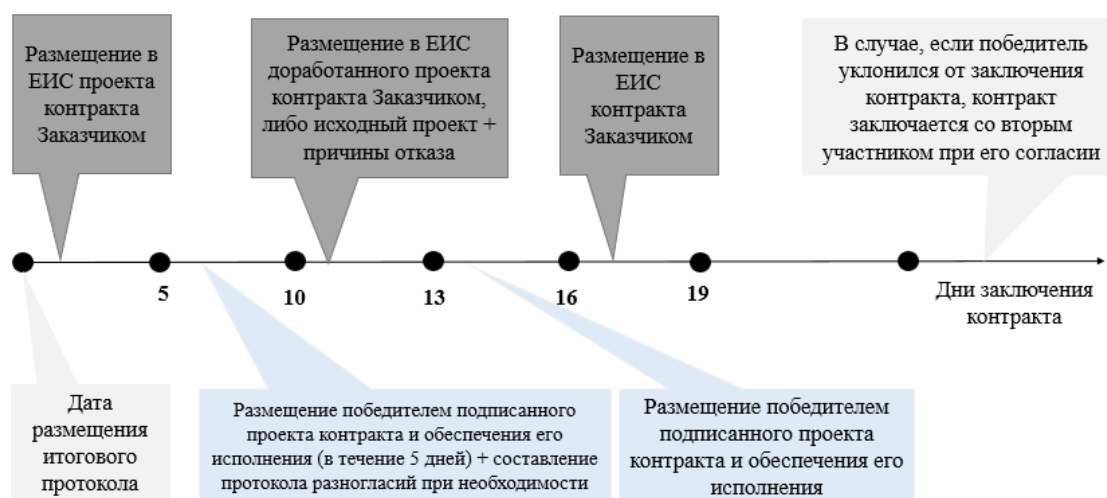 Размещение в
ЕИС проекта
контракта
Заказчиком
Размещение в ЕИС
доработанного проекта
контракта Заказчиком,
либо исходный проект +
причины отказа
Размещение в
ЕИС
контракта
Заказчиком
В случае, если победитель
уклонился от заключения
контракта, контракт
заключается со вторым
участником при его согласии
5
10
13
16
19
Дни заключения
контракта
Дата
размещения
итогового
протокола
Размещение победителем подписанного
проекта контракта и обеспечения его
исполнения (в течение 5 дней) + составление
протокола разногласий при необходимости
Размещение победителем
подписанного проекта
контракта и обеспечения его
исполнения